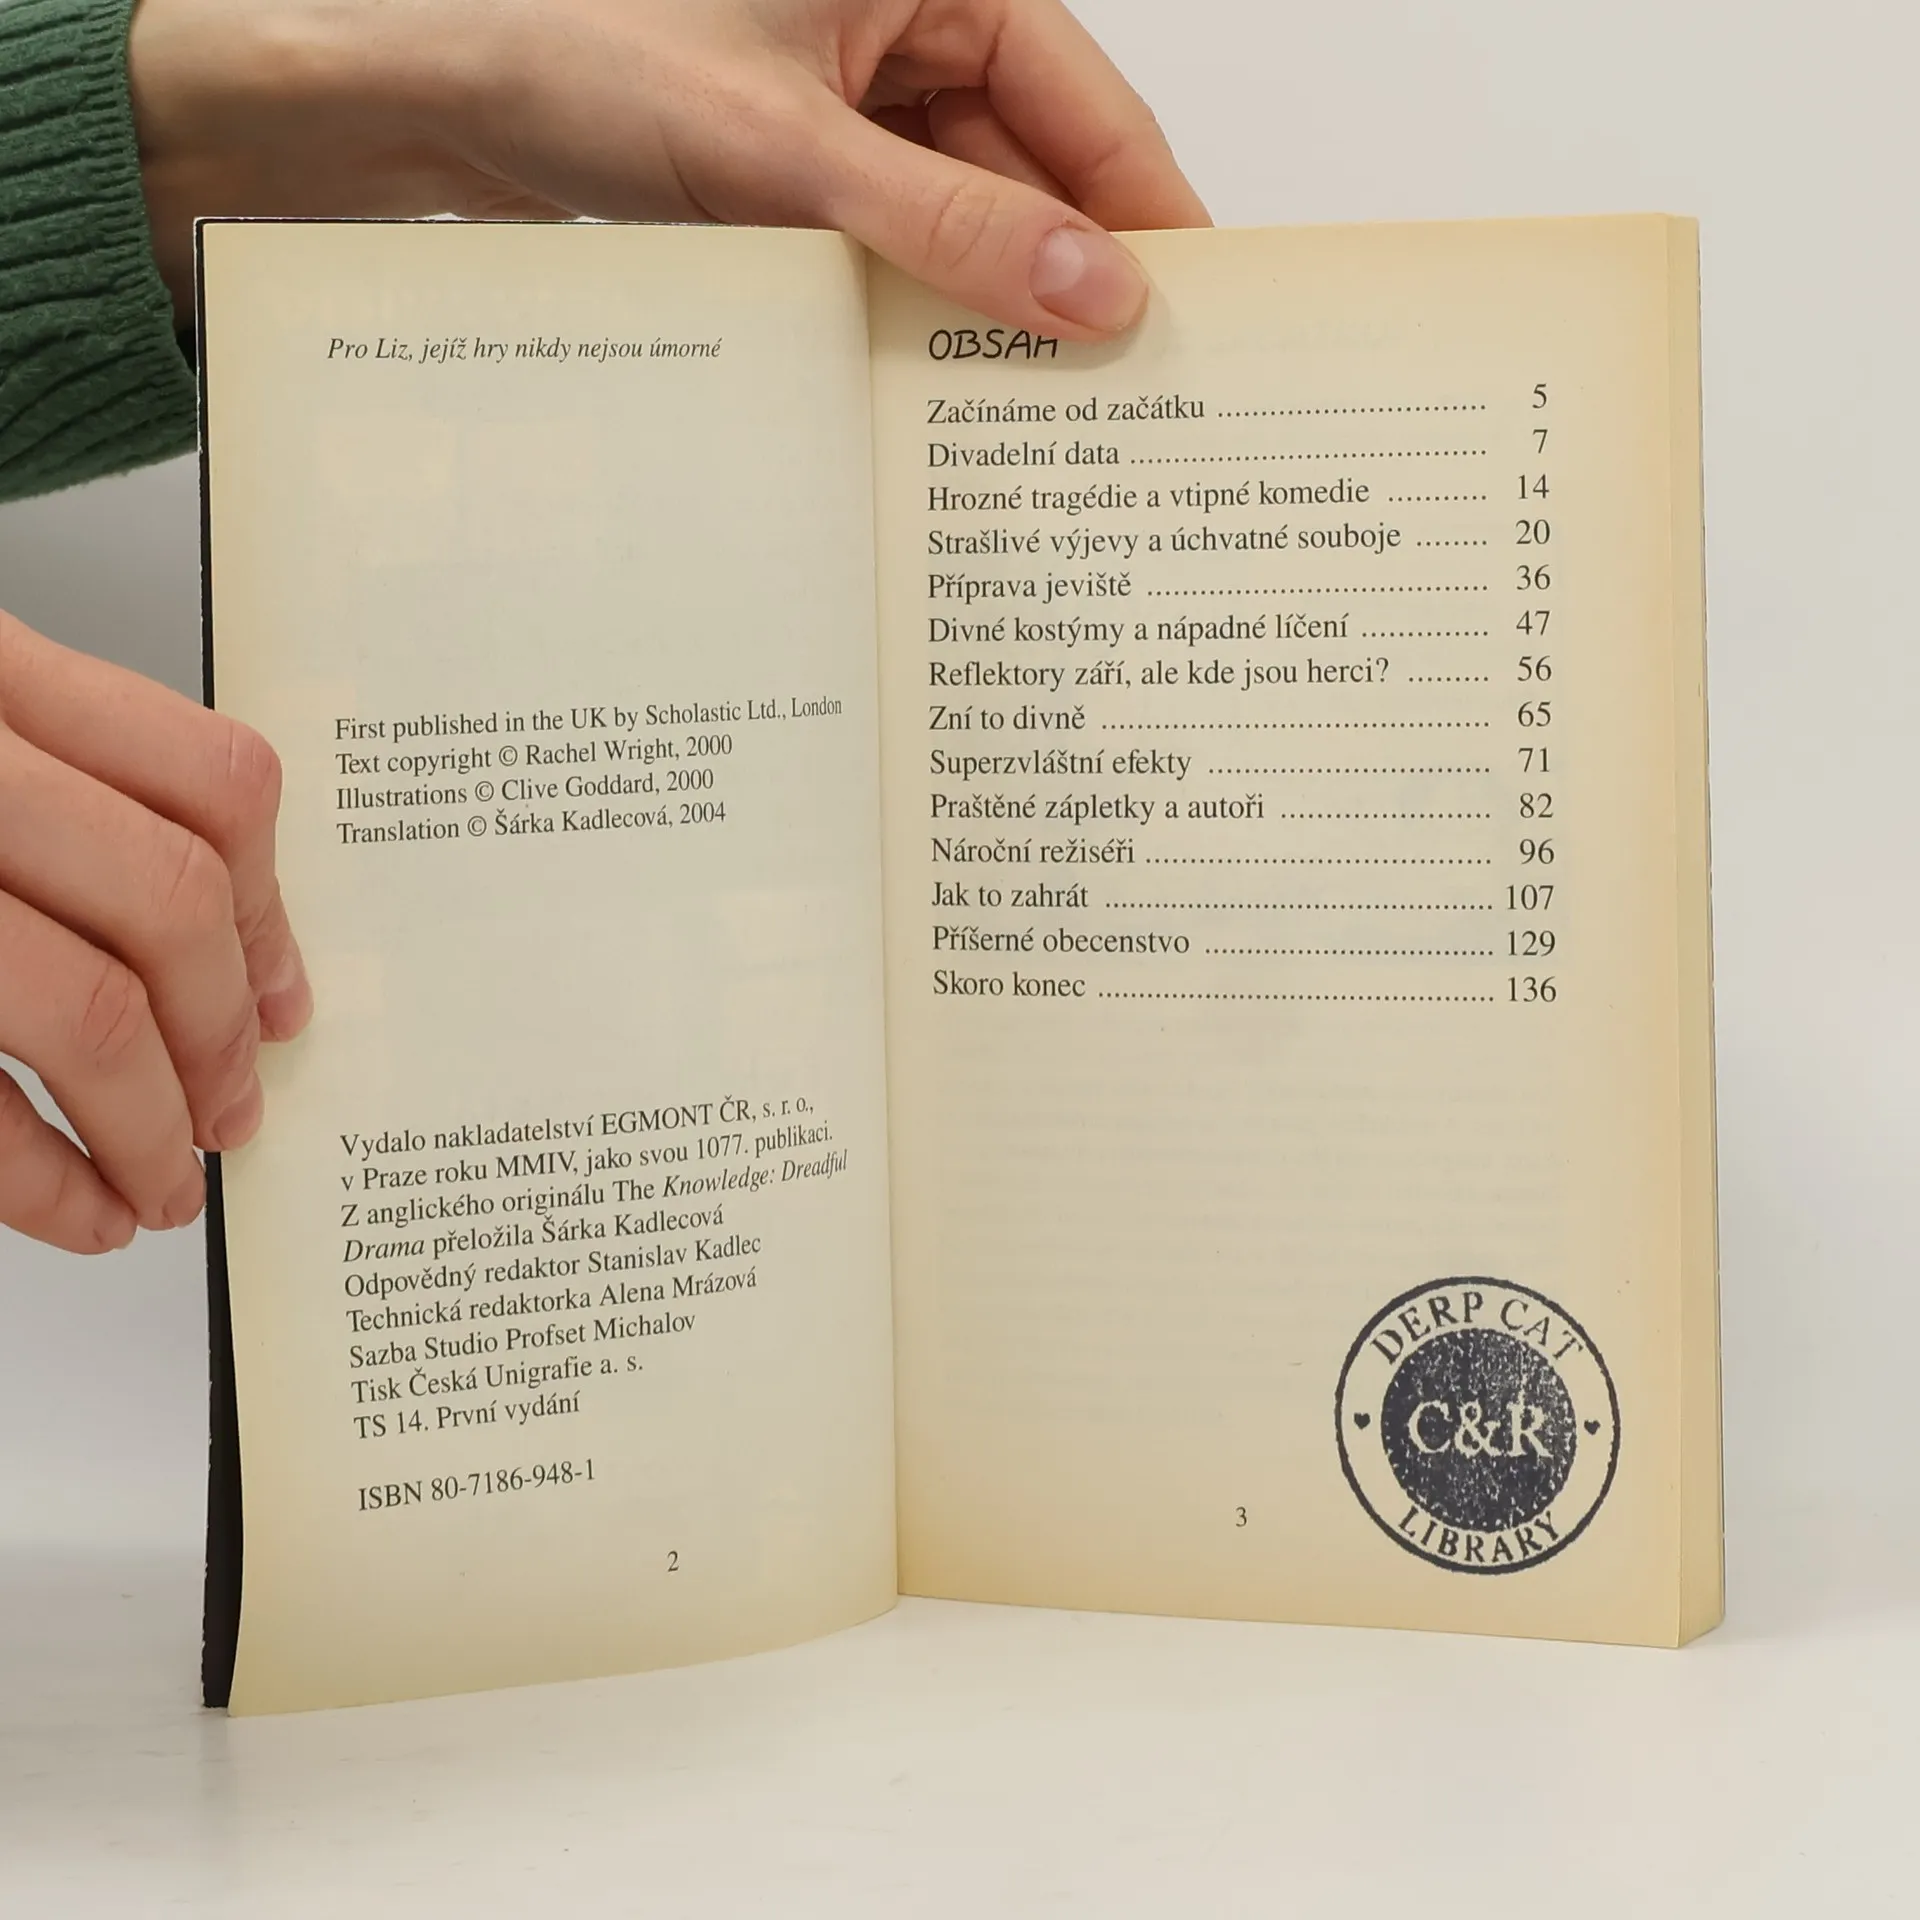 Pro Liz, jejíž hry nikdy nejsou úmorné
First published in the UK by Scholastic Ltd., London
Text copyright © Rachel Wright, 2000
Illustrations © Clive Goddard, 2000
Translation © Šárka Kadlecová, 2004
Vydalo nakladatelství EGMONT ČR, s. r. o.,
v Praze roku MMIV, jako svou 1077. publikaci.
Z anglického originálu The Knowledge: Dreadful
Drama přeložila Šárka Kadlecová
Odpovědný redaktor Stanislav Kadlec
Technická redaktorka Alena Mrázová
Sazba Studio Profset Michalov
Tisk Česká Unigrafie a. s.
TS 14. První vydání
ISBN 80-7186-948-1
2
OBSAH
Začínáme od začátku ............................... 5
Divadelní data ......................................... 7
Hrozné tragédie a vtipné komedie ........... 14
Strašlivé výjevy a úchvatné souboje ........ 20
Příprava jeviště ....................................... 36
Divné kostýmy a nápadné líčení .............. 47
Reflektory září, ale kde jsou herci? ......... 56
Zní to divně ............................................ 65
Superzvláštní efekty ................................ 71
Praštěné zápletky a autoři ........................ 82
Nároční režiséři ....................................... 96
Jak to zahrát ............................................ 107
Příšerné obecenstvo ................................. 129
Skoro konec ............................................. 136
3
DERP CAT
C&R
LIBRARY